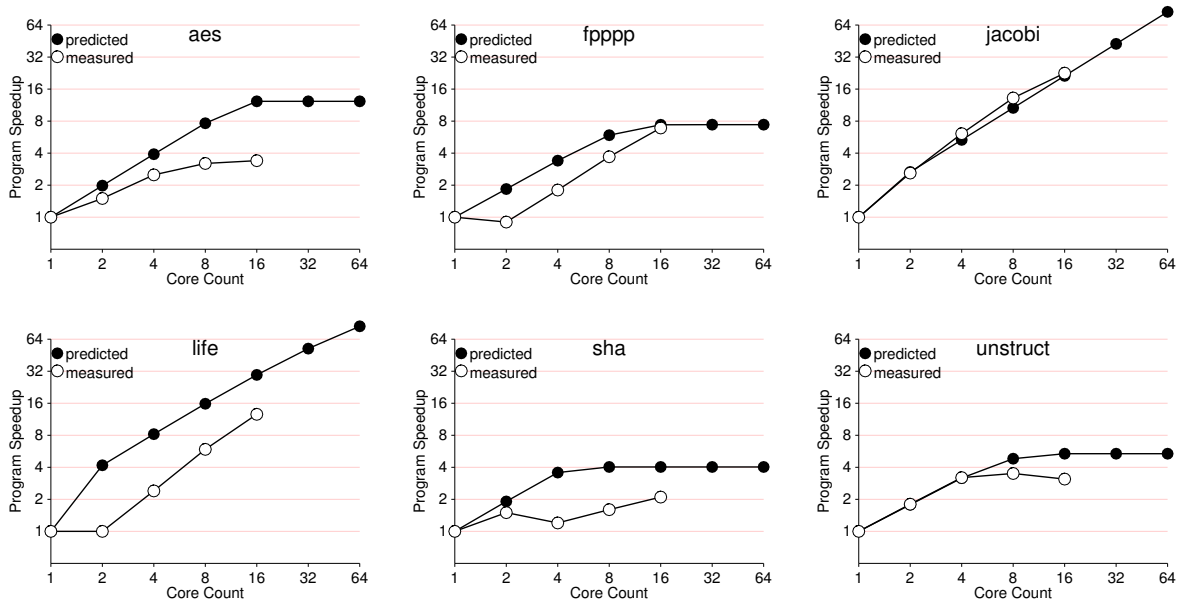 aes
predicted
measured
Program Speedup
64
32
16
8
4
2
1
1 2 4 8 16 32 64
Core Count
fpppp
predicted
measured
Program Speedup
64
32
16
8
4
2
1
1 2 4 8 16 32 64
Core Count
jacobi
predicted
measured
Program Speedup
64
32
16
8
4
2
1
1 2 4 8 16 32 64
Core Count
life
predicted
measured
Program Speedup
64
32
16
8
4
2
1
1 2 4 8 16 32 64
Core Count
sha
predicted
measured
Program Speedup
64
32
16
8
4
2
1
1 2 4 8 16 32 64
Core Count
unstruct
predicted
measured
Program Speedup
64
32
16
8
4
2
1
1 2 4 8 16 32 64
Core Count